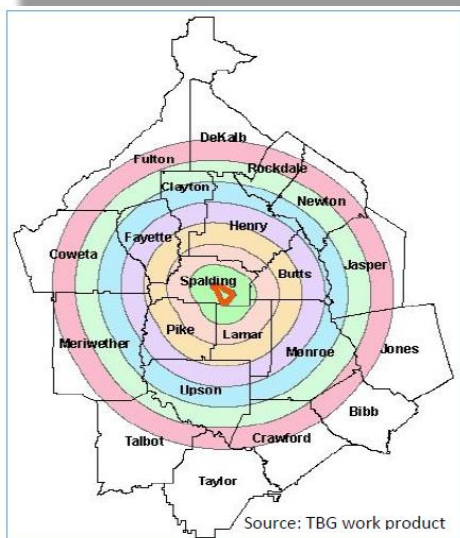 DeKalb
Fulton
Rockdale
Clayton
Newton
Henry
Fayette
Coweta
Jasper
Butts
Spalding
Pike
Lamar
Meriwether
Monroe
Jones
Upson
Bibb
Talbot
Crawford
Taylor
Source: TBG work product